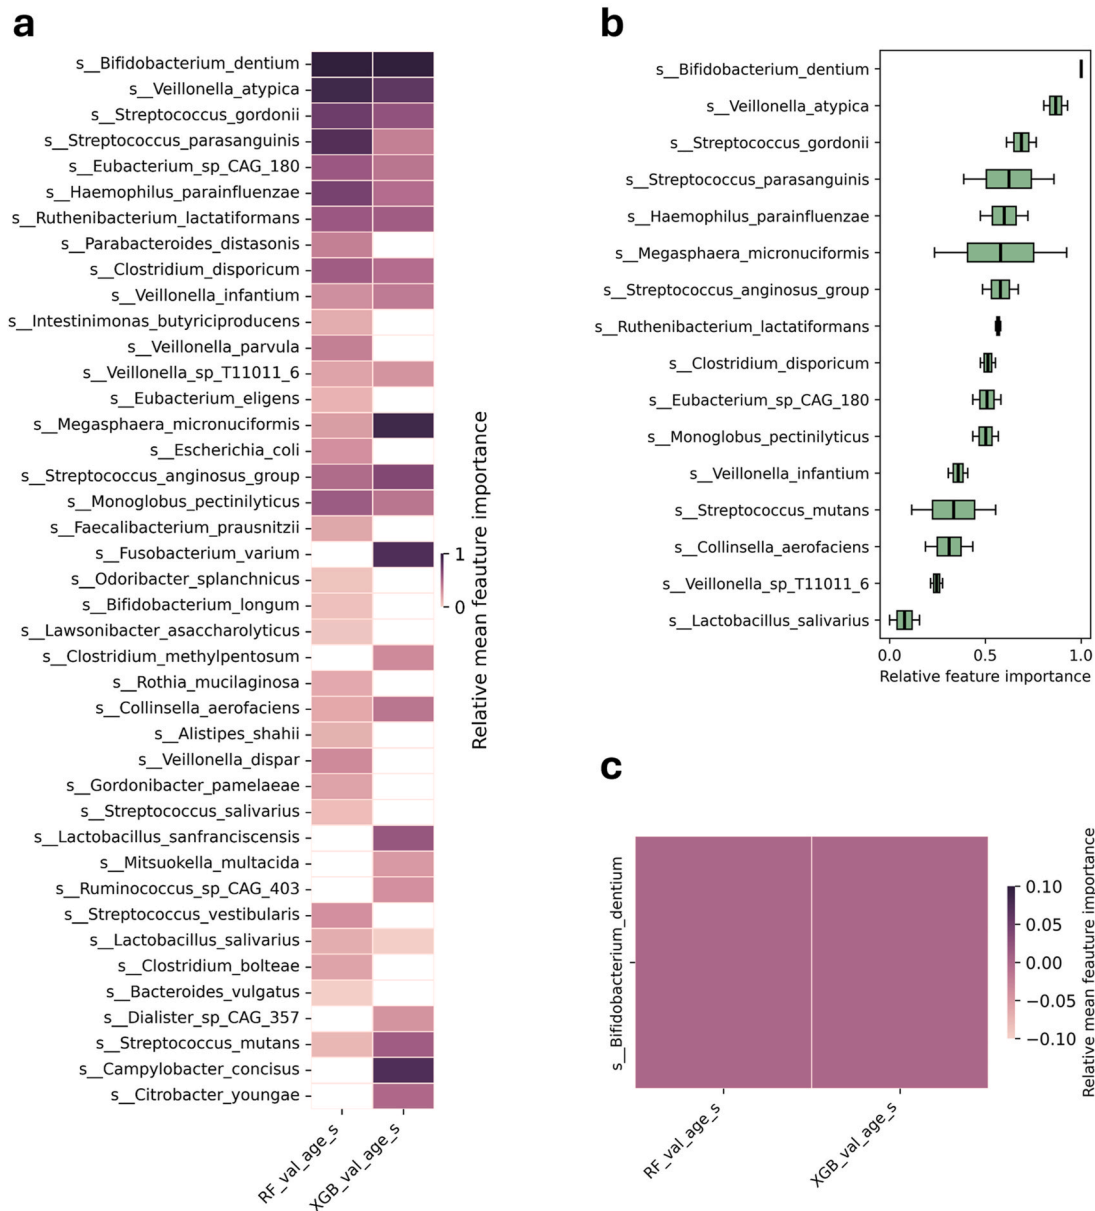 a
s__Bifidobacterium_dentium
s__Veillonella_atypica
s__Streptococcus_gordonii
s__Streptococcus_parasanguinis
s__Eubacterium_sp_CAG_180
s__Haemophilus_parainfluenzae
s__Ruthenibacterium_lactatiformans
s__Parabacteroides_distasonis
s__Clostridium_disporicum
s__Veillonella_infantium
s__Intestinimonas_butyriciproducens
s__Veillonella_parvula
s__Veillonella_sp_T11011_6
s__Eubacterium_eligens
s__Megasphaera_micronuciformis
s__Escherichia_coli
s__Streptococcus_anginosus_group
s__Monoglobus_pectinilyticus
s__Faecalibacterium_prausnitzii
s__Fusobacterium_varium
s__Odoribacter_splanchnicus
s__Bifidobacterium_longum
s__Lawsonibacter_asaccharolyticus
s__Clostridium_methylpentosum
s__Rothia_mucilaginosa
s__Collinsella_aerofaciens
s__Alistipes_shahii
s__Veillonella_dispar
s__Gordonibacter_pamelaeae
s__Streptococcus_salivarius
s__Lactobacillus_sanfranciscensis
s__Mitsuokella_multacida
s__Ruminococcus_sp_CAG_403
s__Streptococcus_vestibularis
s__Lactobacillus_salivarius
s__Clostridium_bolteae
s__Bacteroides_vulgatus
s__Dialister_sp_CAG_357
s__Streptococcus_mutans
s__Campylobacter_concisus
s__Citrobacter_youngae
RF_val_age_s
XGB_val_age_s
1
0
Relative mean feauture importance
b
s__Bifidobacterium_dentium
s__Veillonella_atypica
s__Streptococcus_gordonii
s__Streptococcus_parasanguinis
s__Haemophilus_parainfluenzae
s__Megasphaera_micronuciformis
s__Streptococcus_anginosus_group
s__Ruthenibacterium_lactatiformans
s__Clostridium_disporicum
s__Eubacterium_sp_CAG_180
s__Monoglobus_pectinilyticus
s__Veillonella_infantium
s__Streptococcus_mutans
s__Collinsella_aerofaciens
s__Veillonella_sp_T11011_6
s__Lactobacillus_salivarius
0.0 0.5 1.0
Relative feature importance
c
s__Bifidobacterium_dentium
RF_val_age_s
XGB_val_age_s
0.10
0.05
0.00
−0.05
−0.10
Relative mean feauture importance